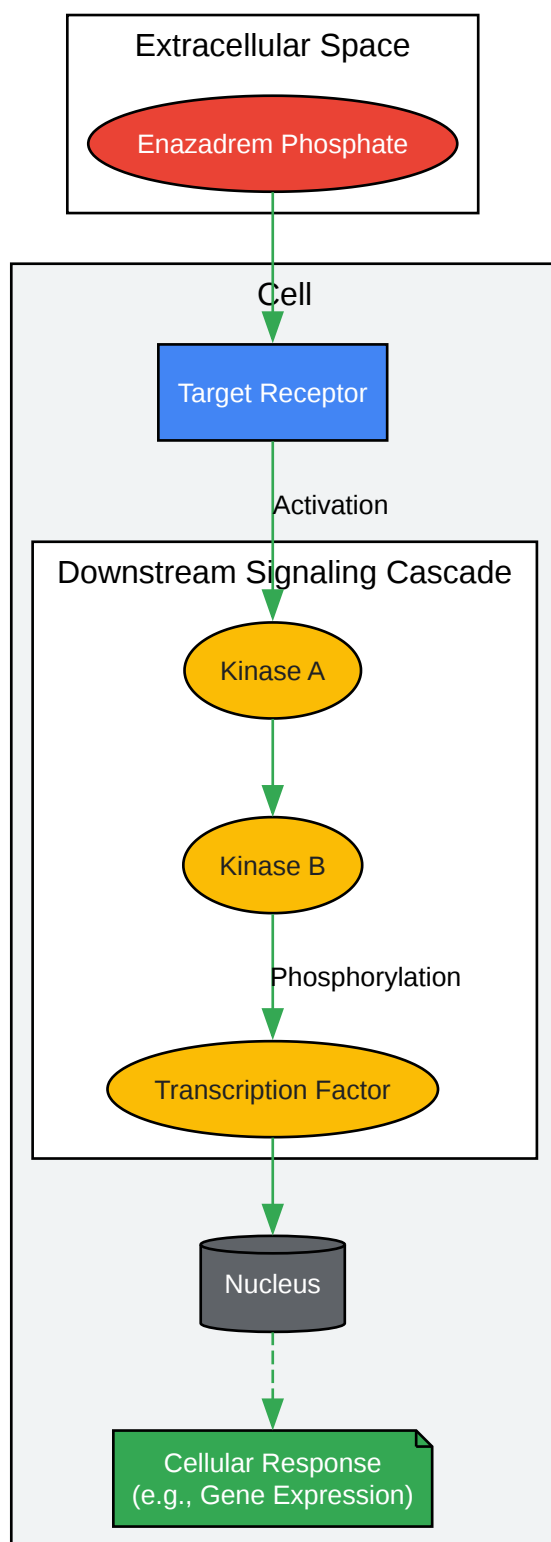 Extracellular Space
Enazadrem Phosphate
Cell
Target Receptor
Activation
Downstream Signaling Cascade
Kinase A
Kinase B
Phosphorylation
Transcription Factor
Nucleus
Cellular Response
(e.g., Gene Expression)